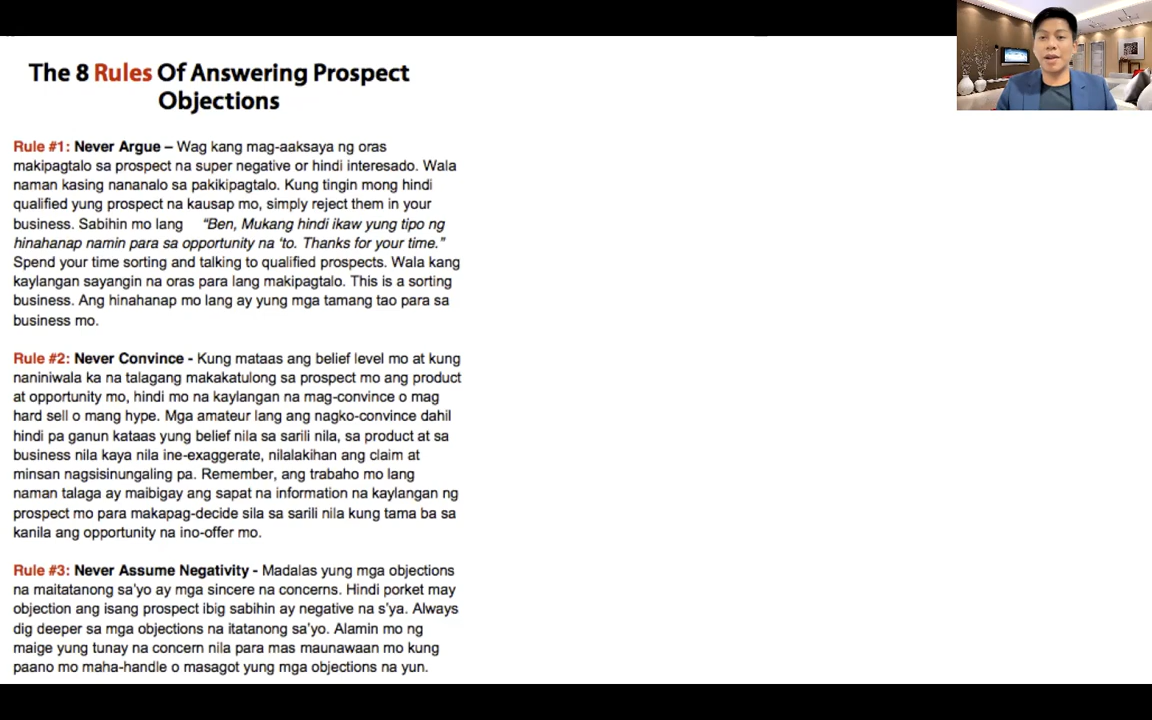 The 8 Rules Of Answering Prospect
Objections
Rule #1: Never Argue – Wag kang mag-aaksaya ng oras
makipagtalo sa prospect na super negative or hindi interesado. Wala
naman kasing nananalo sa pakikipagtalo. Kung tingin mong hindi
qualified yung prospect na kausap mo, simply reject them in your
business. Sabihin mo lang “Ben, Mukang hindi ikaw yung tipo ng
hinahanap namin para sa opportunity na ‘to. Thanks for your time.”
Spend your time sorting and talking to qualified prospects. Wala kang
kaylangan sayangin na oras para lang makipagtalo. This is a sorting
business. Ang hinahanap mo lang ay yung mga tamang tao para sa
business mo.
Rule #2: Never Convince - Kung mataas ang belief level mo at kung
naniniwala ka na talagang makakatulong sa prospect mo ang product
at opportunity mo, hindi mo na kaylangan na mag-convince o mag
hard sell o mang hype. Mga amateur lang ang nagko-convince dahil
hindi pa ganun kataas yung belief nila sa sarili nila, sa product at sa
business nila kaya nila ine-exaggerate, nilalakihan ang claim at
minsan nagsisinungaling pa. Remember, ang trabaho mo lang
naman talaga ay maibigay ang sapat na information na kaylangan ng
prospect mo para makapag-decide sila sa sarili nila kung tama ba sa
kanila ang opportunity na ino-offer mo.
Rule #3: Never Assume Negativity - Madalas yung mga objections
na maitatanong sa’yo ay mga sincere na concerns. Hindi porket may
objection ang isang prospect ibig sabihin ay negative na s’ya. Always
dig deeper sa mga objections na itatanong sa’yo. Alamin mo ng
maige yung tunay na concern nila para mas maunawaan mo kung
paano mo maha-handle o masagot yung mga objections na yun.